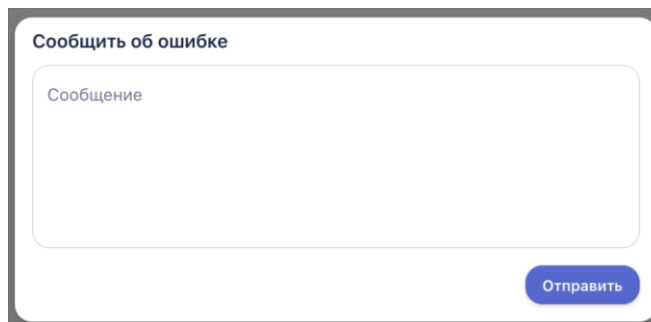 Сообщить об ошибке
Сообщение
Отправить